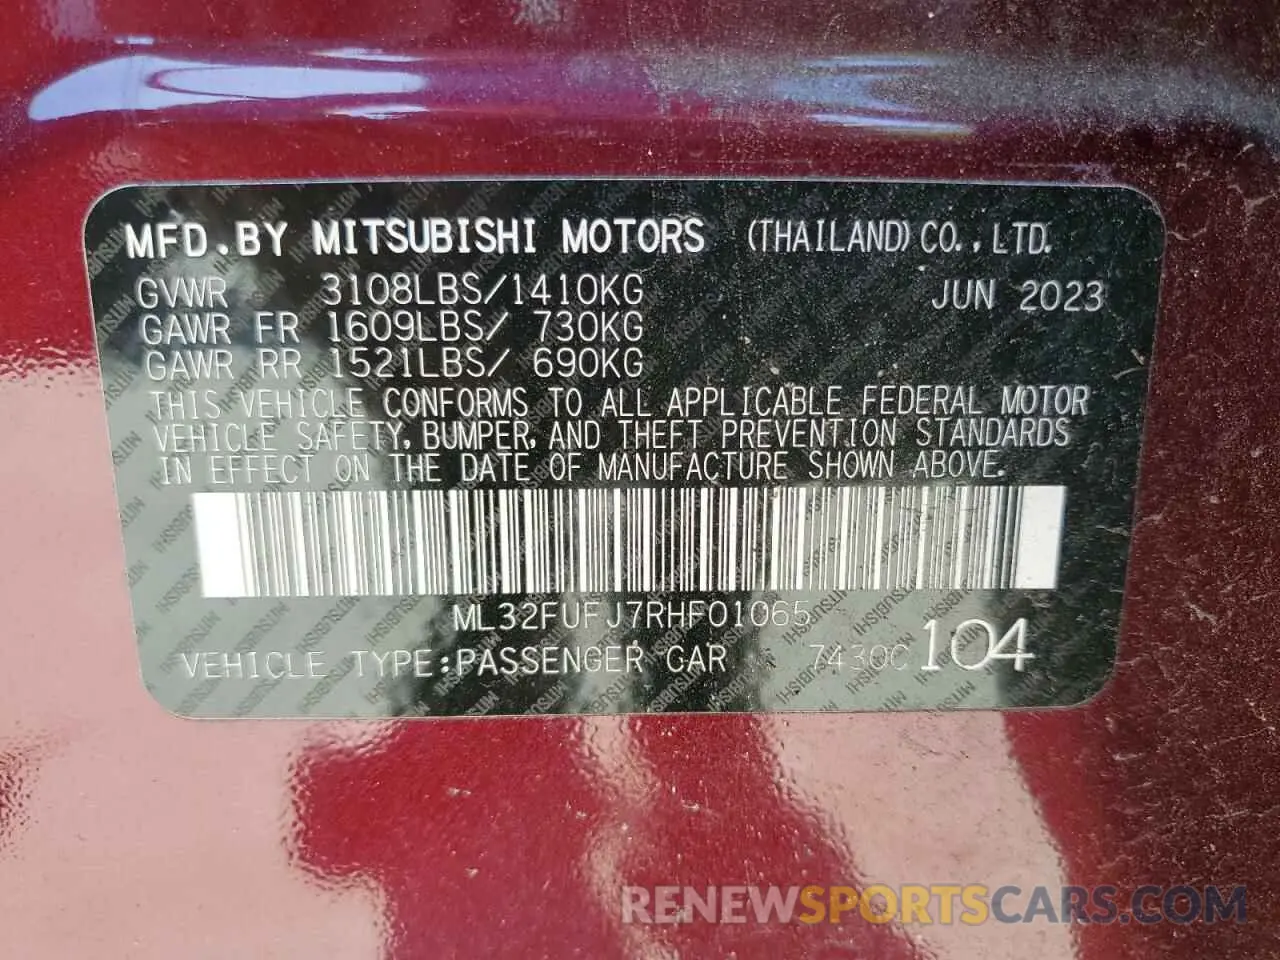 MFD.BY MITSUBISHI MOTORS (THAILAND) CO.,LTD.
GVWR 3108LBS/1410KG JUN 2023
GAWR FR 1609LBS/ 730KG
GAWR RR 1521LBS/ 690KG
THIS VEHICLE CONFORMS TO ALL APPLICABLE FEDERAL MOTOR
VEHICLE SAFETY, BUMPER, AND THEFT PREVENTION STANDARDS
IN EFFECT ON THE DATE OF MANUFACTURE SHOWN ABOVE.
ML32FUFJ7RHF01065
VEHICLE TYPE:PASSENGER CAR 7430C 104
RENEWSPORTSCARS.COM